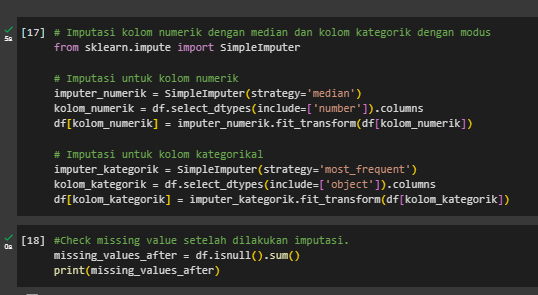 [17] # Imputasi kolom numerik dengan median dan kolom kategorik dengan modus
5s
from sklearn.impute import SimpleImputer
# Imputasi untuk kolom numerik
imputer_numerik = SimpleImputer(strategy='median')
kolom_numerik = df.select_dtypes(include=['number']).columns
df[kolom_numerik] = imputer_numerik.fit_transform(df[kolom_numerik])
# Imputasi untuk kolom kategorikal
imputer_kategorik = SimpleImputer(strategy='most_frequent')
kolom_kategorik = df.select_dtypes(include=['object']).columns
df[kolom_kategorik] = imputer_kategorik.fit_transform(df[kolom_kategorik])
[18] #Check missing value setelah dilakukan imputasi.
0s
missing_values_after = df.isnull().sum()
print(missing_values_after)